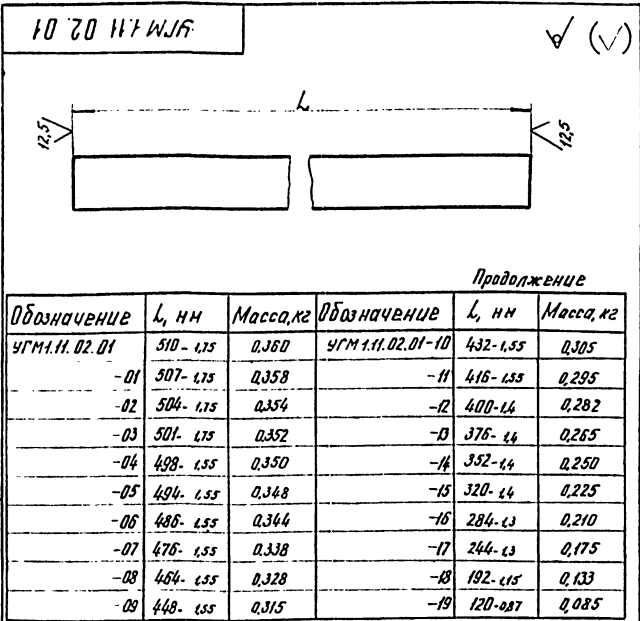 УГМ 1.11. 02. 01
(√)
L
12,5
12,5
Продолжение
Обозначение L, мм Масса, кг Обозначение L, мм Масса, кг
УГМ 1.11. 02.01 510-1,75 0,360 УГМ 1.11.02.01-10 432-1,55 0,305
-01 507-1,75 0,358 -11 416-1,55 0,295
-02 504-1,75 0,354 -12 400-1,4 0,282
-03 501-1,75 0,352 -13 376-1,4 0,265
-04 498-1,55 0,350 -14 352-1,4 0,250
-05 494-1,55 0,348 -15 320-1,4 0,225
-06 486-1,55 0,344 -16 284-1,3 0,210
-07 476-1,55 0,338 -17 244-1,3 0,175
-08 464-1,55 0,328 -18 192-1,15 0,133
-09 448-1,55 0,315 -19 120-0,87 0,085